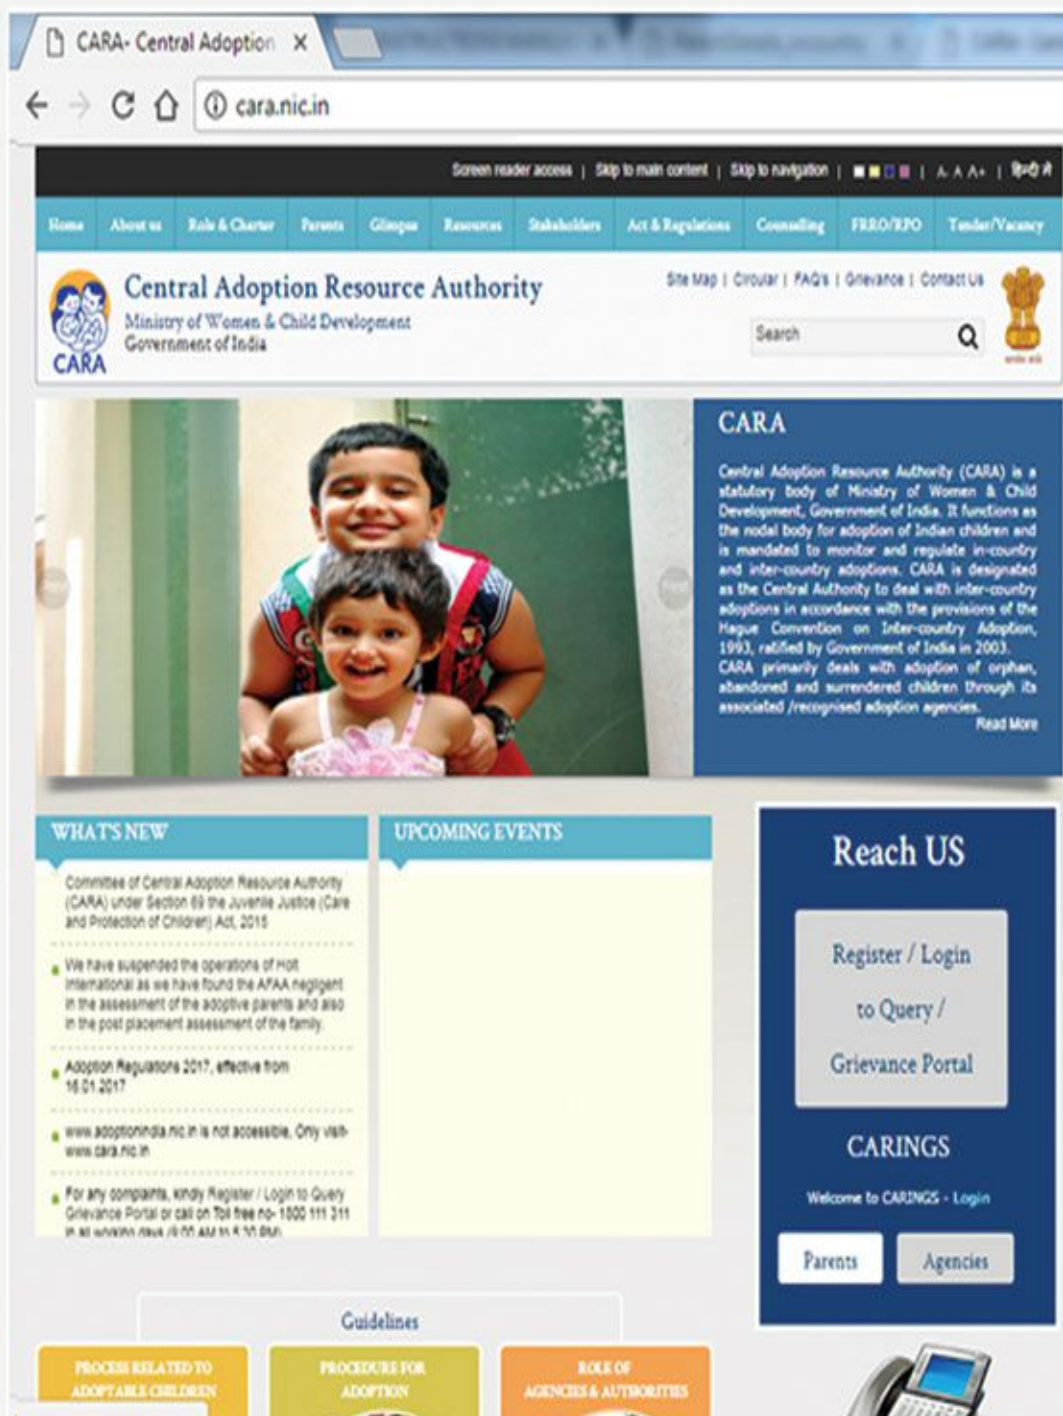 CARA- Central Adoption
cara.nic.in
Screen reader access | Skip to main content | Skip to navigation | | A- A A+ | हिन्दी में
Home About us Role & Charter Parents Glimpse Resources Stakeholders Act & Regulations Counselling FRRO/RPO Tender/Vacancy
CARA
Central Adoption Resource Authority
Ministry of Women & Child Development
Government of India
Site Map | Circular | FAQ's | Grievance | Contact Us
Search
CARA
Central Adoption Resource Authority (CARA) is a
statutory body of Ministry of Women & Child
Development, Government of India. It functions as
the nodal body for adoption of Indian children and
is mandated to monitor and regulate in-country
and inter-country adoptions. CARA is designated
as the Central Authority to deal with inter-country
adoptions in accordance with the provisions of the
Hague Convention on Inter-country Adoption,
1993, ratified by Government of India in 2003.
CARA primarily deals with adoption of orphan,
abandoned and surrendered children through its
associated /recognised adoption agencies.
Read More
WHAT'S NEW
Committee of Central Adoption Resource Authority
(CARA) under Section 69 the Juvenile Justice (Care
and Protection of Children) Act, 2015
We have suspended the operations of Holt
International as we have found the AFAA negligent
in the assessment of the adoptive parents and also
in the post placement assessment of the family.
Adoption Regulations 2017, effective from
16.01.2017
www.adoptionindia.nic.in is not accessible, Only visit-
www.cara.nic.in
For any complaints, kindly Register / Login to Query
Grievance Portal or call on Toll free no- 1800 111 311
in all working days (9:00 AM to 5:30 PM)
UPCOMING EVENTS
Reach US
Register / Login
to Query /
Grievance Portal
CARINGS
Welcome to CARINGS - Login
Parents Agencies
Guidelines
PROCESS RELATED TO
ADOPTABLE CHILDREN
PROCEDURE FOR
ADOPTION
ROLE OF
AGENCIES & AUTHORITIES